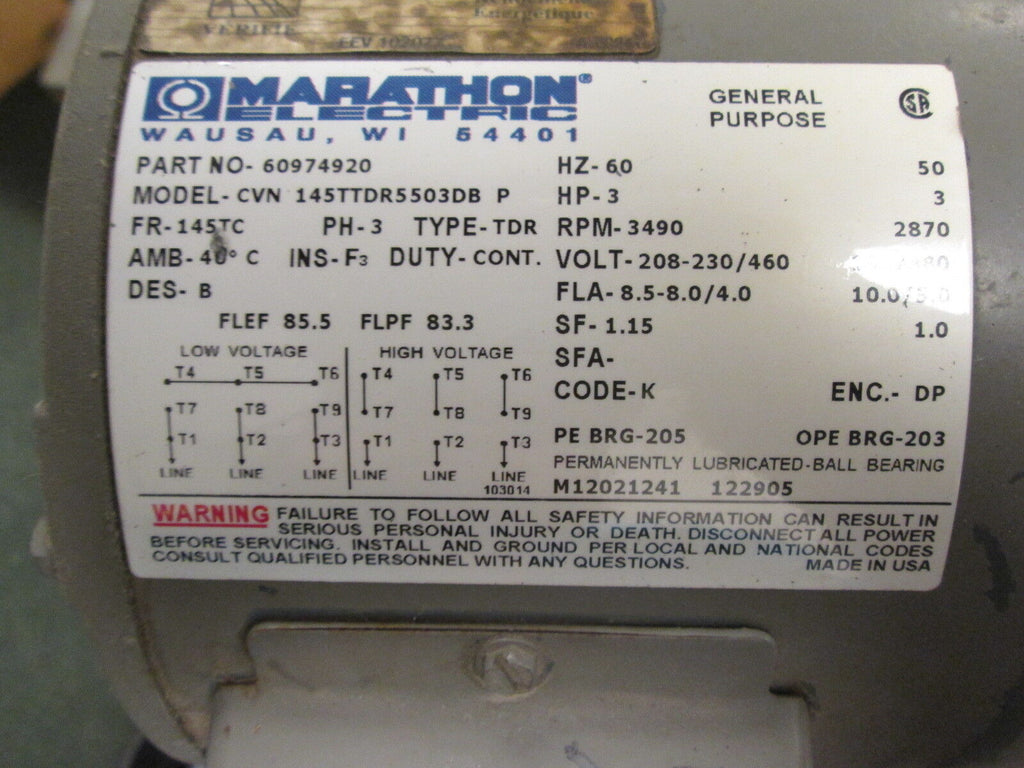 Énergétique
VERIFIE
EEV
MARATHON®
ELECTRIC
WAUSAU, WI 54401
GENERAL
PURPOSE
PART NO- 60974920
MODEL- CVN 145TTDR5503DB P
FR-145TC PH-3 TYPE-TDR
AMB-40° C INS-F3 DUTY-CONT.
DES- B
FLEF 85.5 FLPF 83.3
HZ-60 50
HP-3 3
RPM-3490 2870
VOLT-208-230/460
FLA-8.5-8.0/4.0 10.0/5.0
SF-1.15 1.0
SFA-
CODE-K ENC.- DP
LOW VOLTAGE
T4 T5 T6
T7 T8 T9
T1 T2 T3
LINE LINE LINE
HIGH VOLTAGE
T4 T5 T6
T7 T8 T9
T1 T2 T3
LINE LINE LINE
103014
PE BRG-205 OPE BRG-203
PERMANENTLY LUBRICATED-BALL BEARING
M12021241 122905
WARNING FAILURE TO FOLLOW ALL SAFETY INFORMATION CAN RESULT IN
SERIOUS PERSONAL INJURY OR DEATH. DISCONNECT ALL POWER
BEFORE SERVICING. INSTALL AND GROUND PER LOCAL AND NATIONAL CODES
CONSULT QUALIFIED PERSONNEL WITH ANY QUESTIONS. MADE IN USA